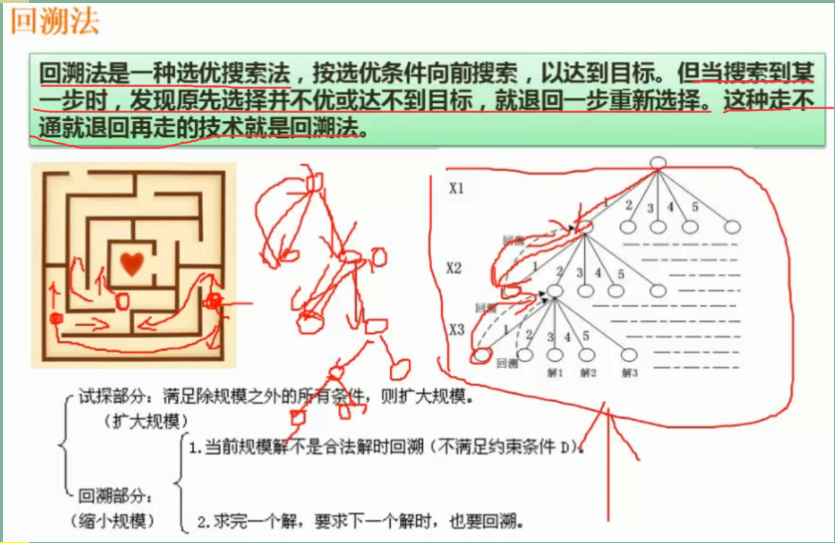 回溯法
回溯法是一种选优搜索法，按选优条件向前搜索，以达到目标。但当搜索到某
一步时，发现原先选择并不优或达不到目标，就退回一步重新选择。这种走不
通就退回再走的技术就是回溯法。
X1
1 2 3 4 5
回溯
X2
1 2 3 4 5
回溯
X3
1 2 3 4 5
回溯 解1 解2 解3
试探部分：满足除规模之外的所有条件，则扩大规模。
（扩大规模）
1.当前规模解不是合法解时回溯（不满足约束条件 D）。
回溯部分：
（缩小规模）
2.求完一个解，要求下一个解时，也要回溯。